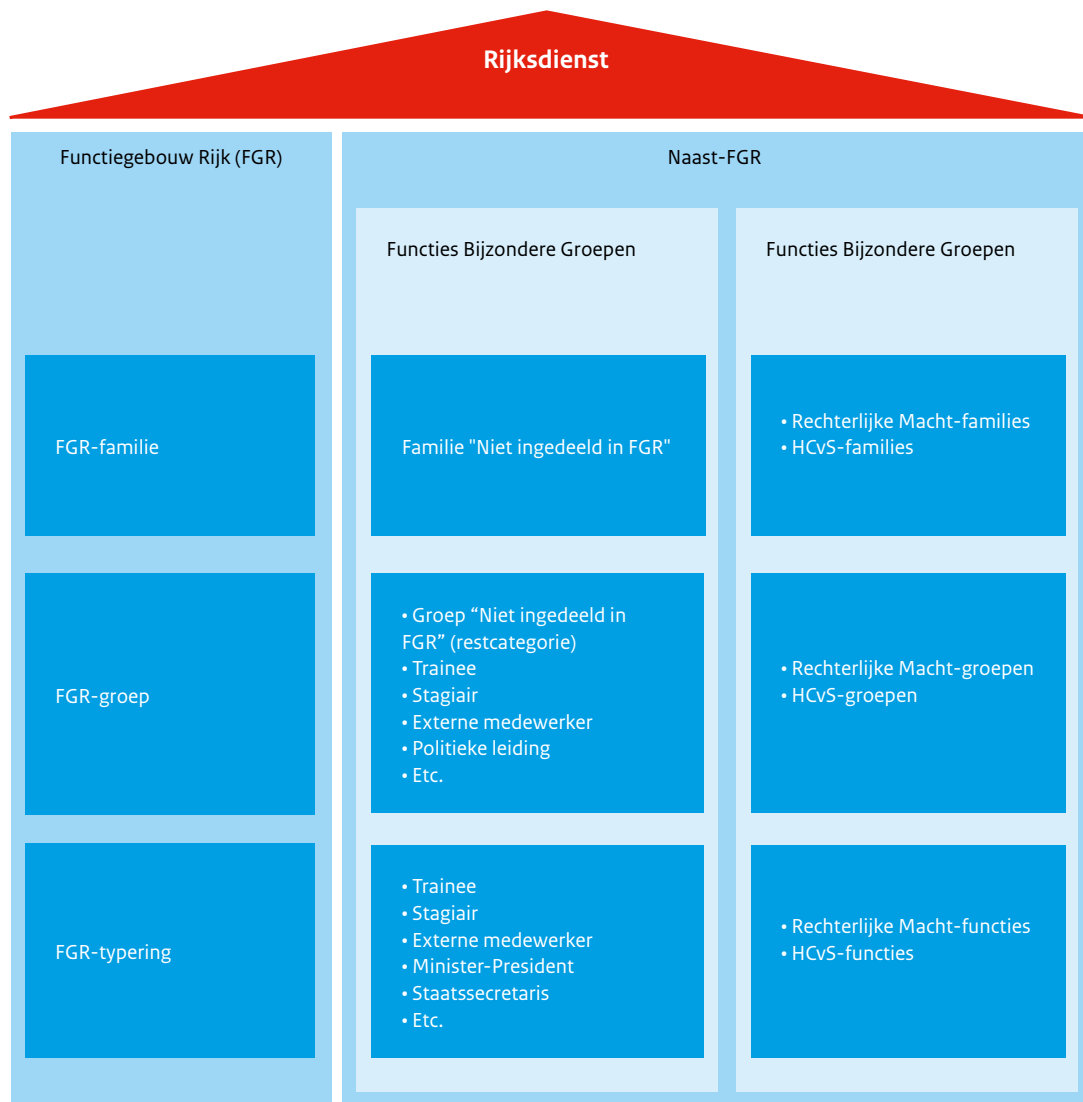 Rijksdienst
Functiegebouw Rijk (FGR)
Naast-FGR
Functies Bijzondere Groepen
Functies Bijzondere Groepen
FGR-familie
Familie "Niet ingedeeld in FGR"
• Rechterlijke Macht-families
• HCvS-families
FGR-groep
• Groep “Niet ingedeeld in
FGR” (restcategorie)
• Trainee
• Stagiair
• Externe medewerker
• Politieke leiding
• Etc.
• Rechterlijke Macht-groepen
• HCvS-groepen
FGR-typering
• Trainee
• Stagiair
• Externe medewerker
• Minister-President
• Staatssecretaris
• Etc.
• Rechterlijke Macht-functies
• HCvS-functies